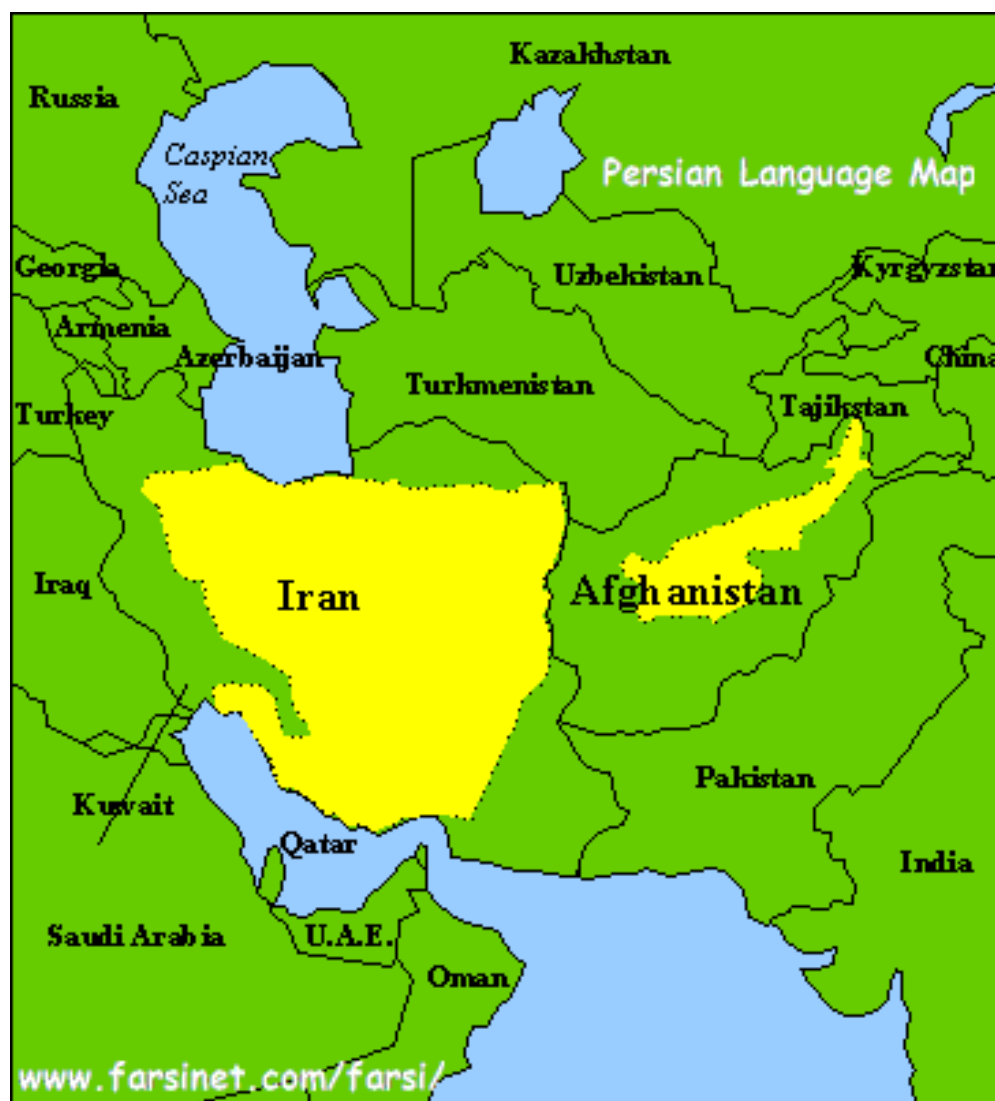 Kazakhstan
Russia
Caspian
Sea
Persian Language Map
Georgia
Uzbekistan
Kyrgyzstan
Armenia
Azerbaijan
China
Turkmenistan
Turkey
Tajikstan
Iraq
Iran
Afghanistan
Pakistan
Kuwait
Qatar
India
Saudi Arabia
U.A.E.
Oman
www.farsinet.com/farsi/